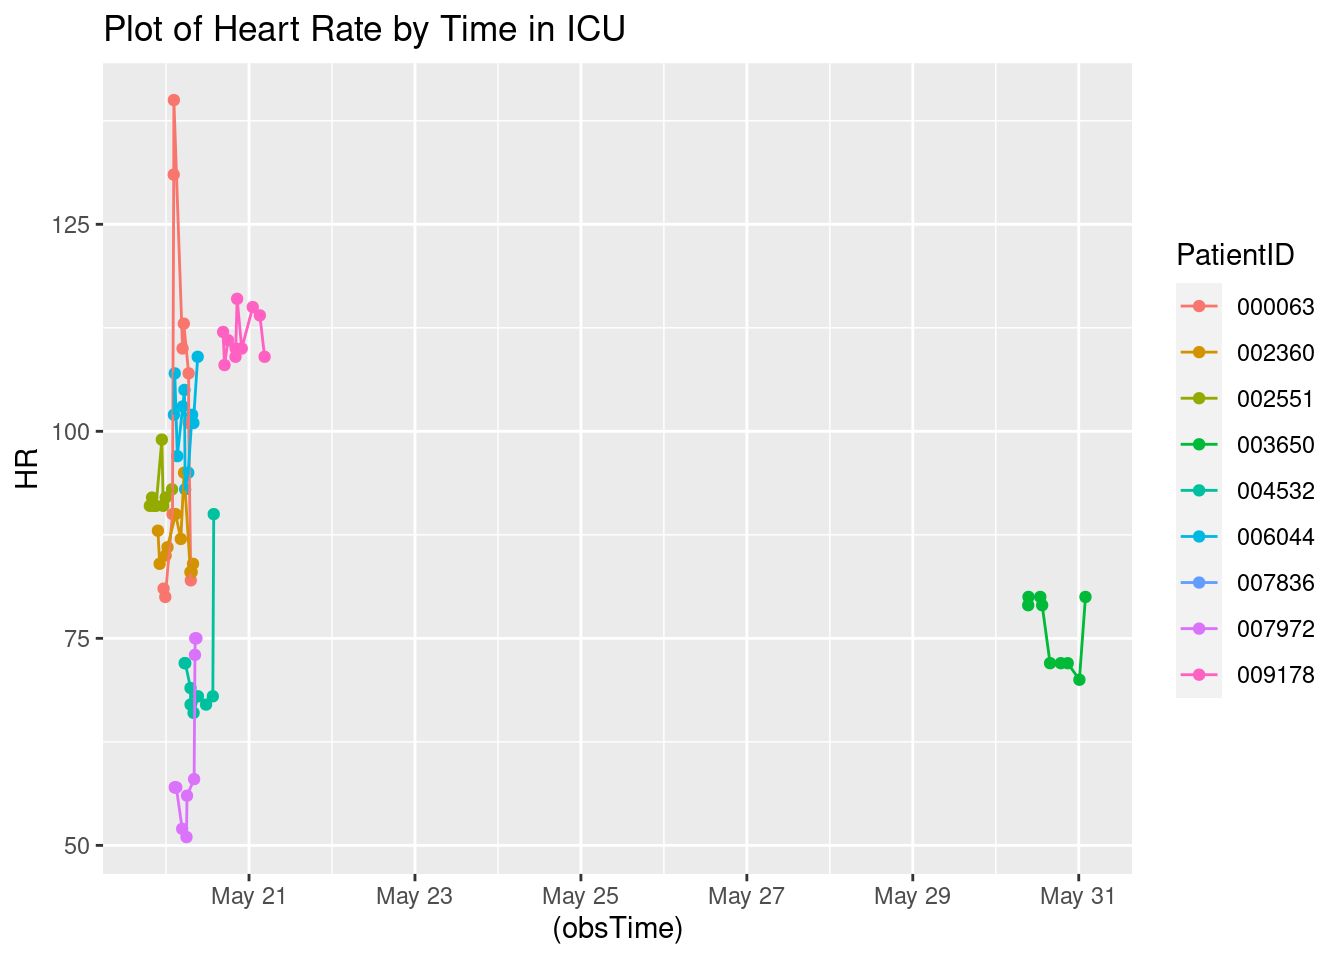 Plot of Heart Rate by Time in ICU
HR
125
100
75
50
May 21
May 23
May 25
May 27
May 29
May 31
(obsTime)
PatientID
000063
002360
002551
003650
004532
006044
007836
007972
009178